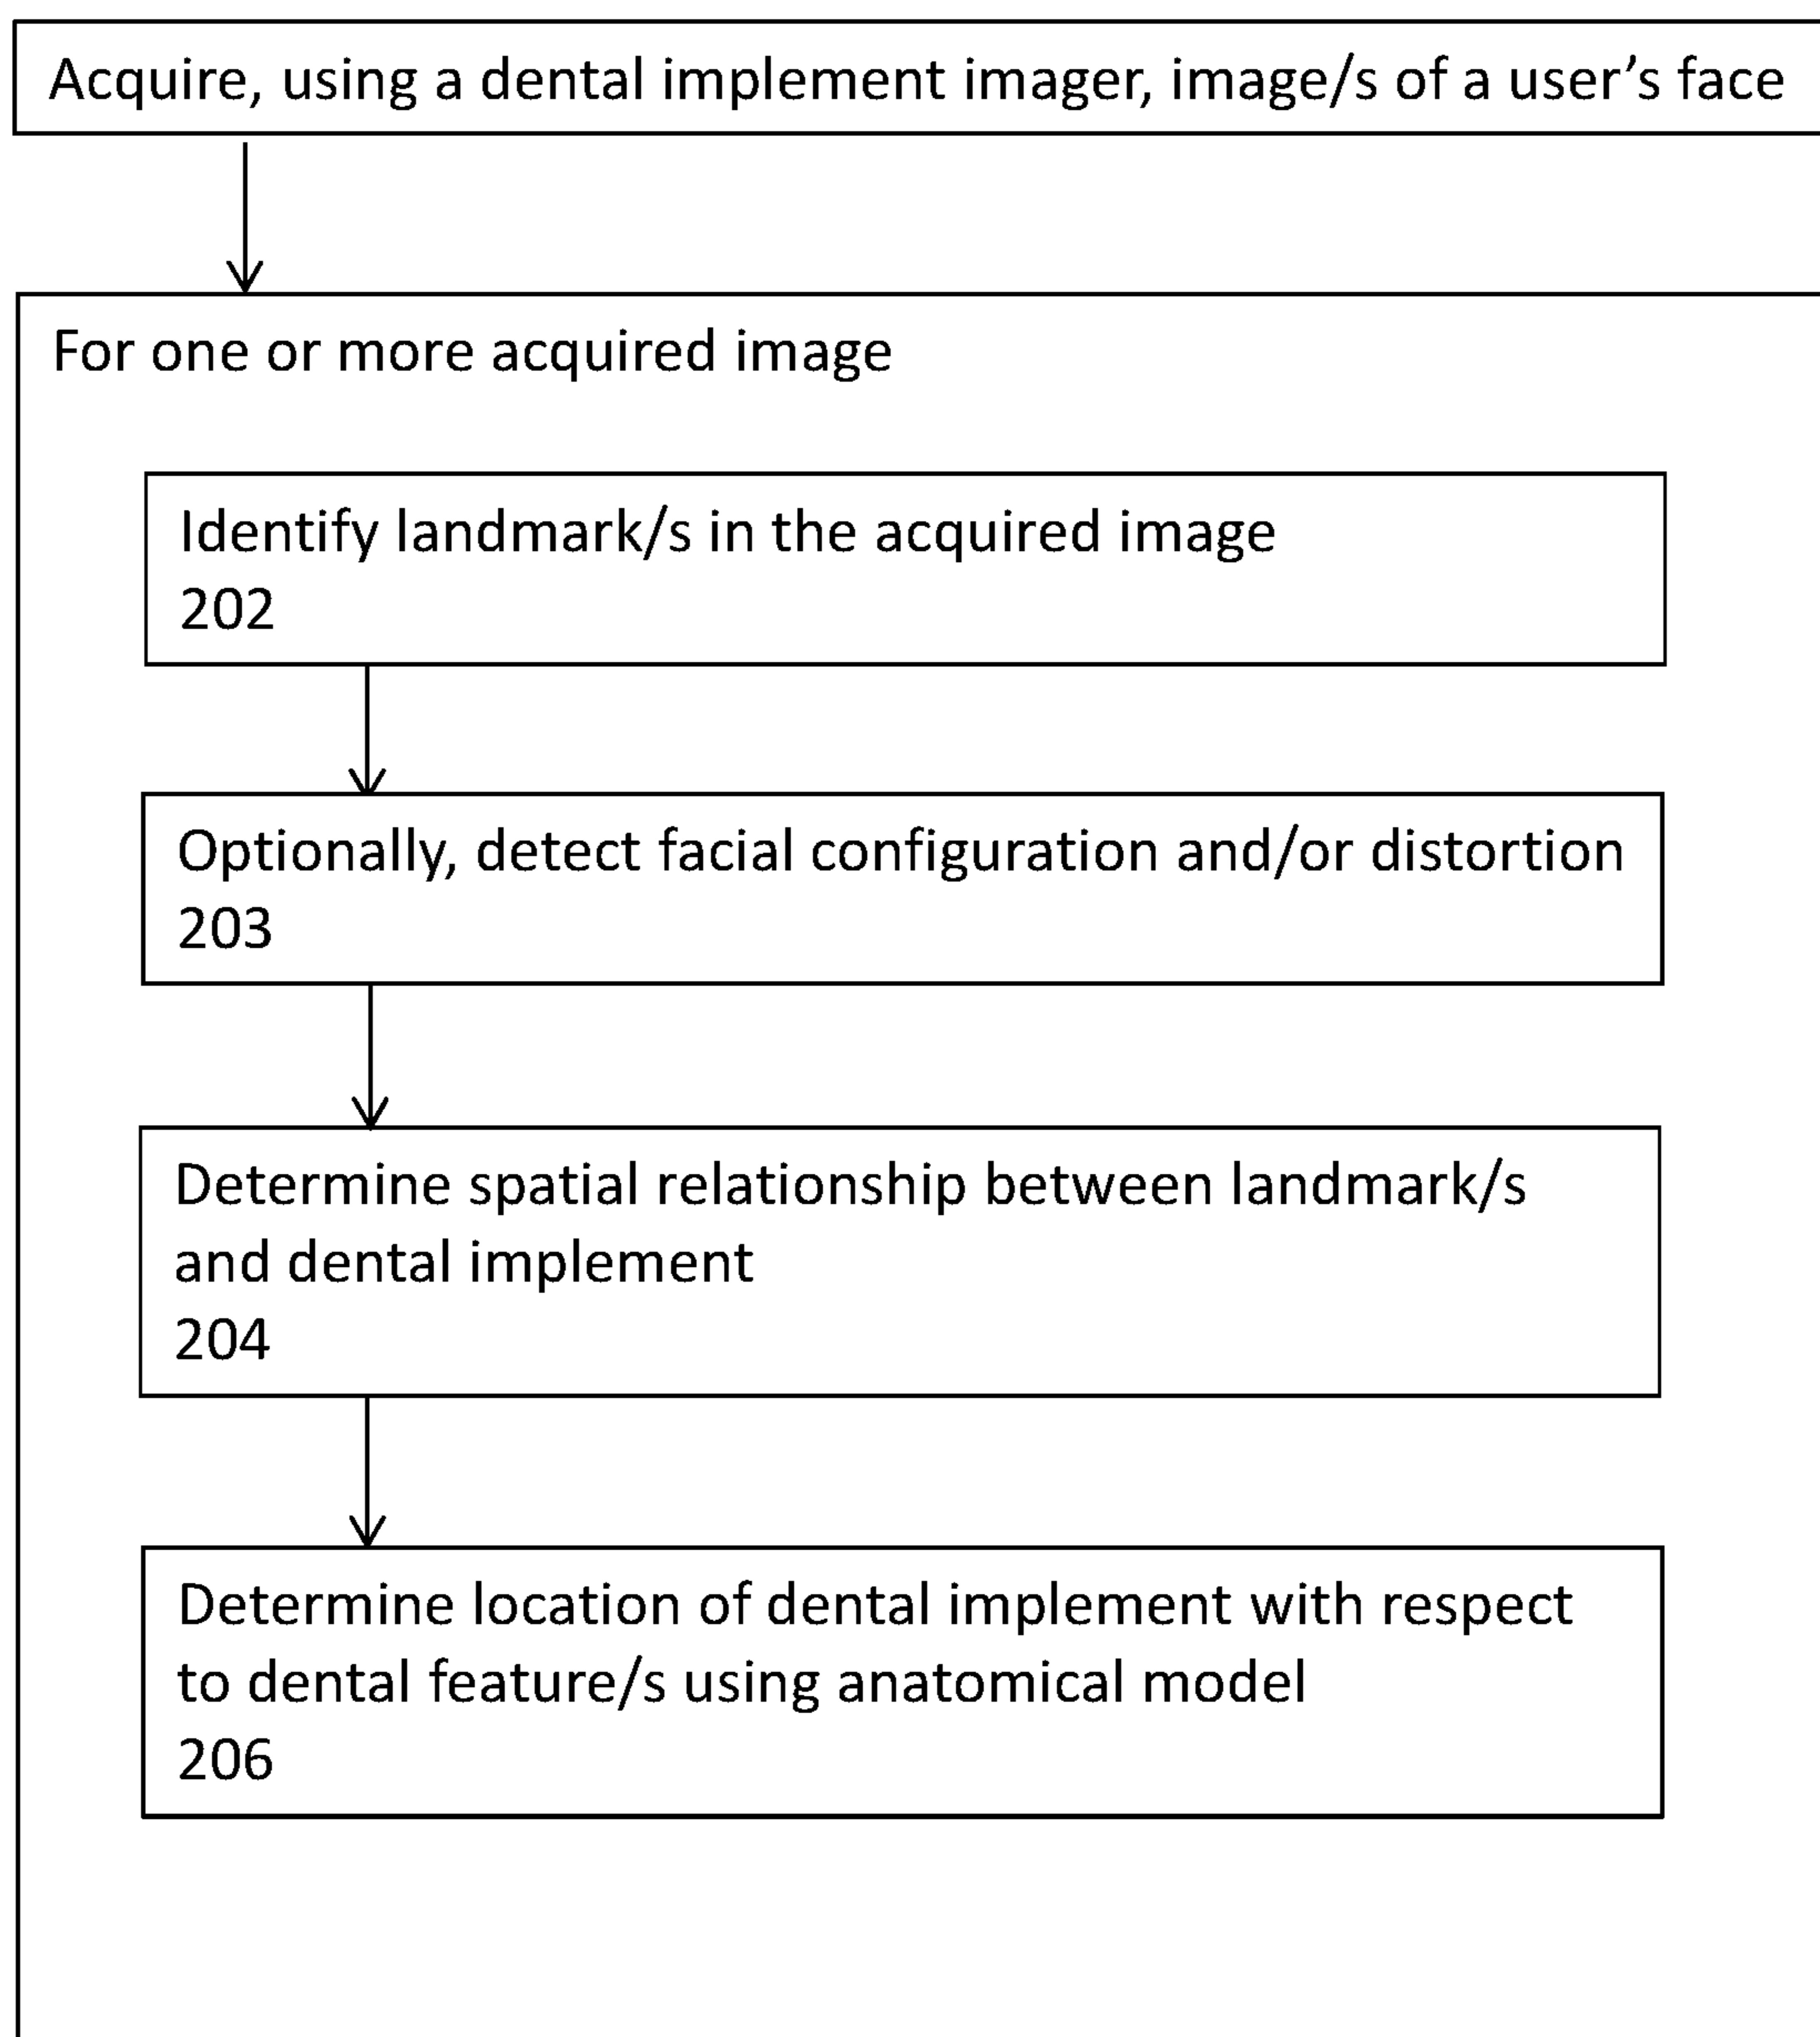 Acquire, using a dental implement imager, image/s of a user’s face
For one or more acquired image
Identify landmark/s in the acquired image
202
Optionally, detect facial configuration and/or distortion
203
Determine spatial relationship between landmark/s
and dental implement
204
Determine location of dental implement with respect
to dental feature/s using anatomical model
206